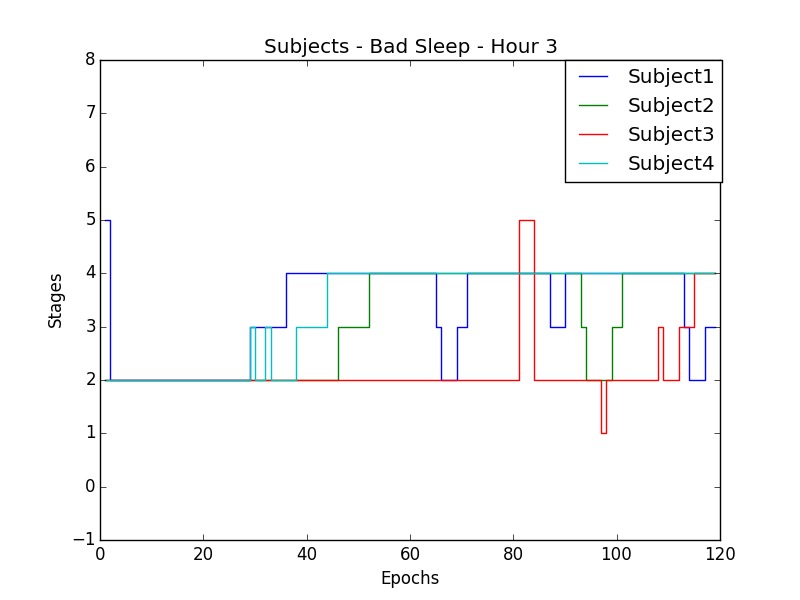 Subjects - Bad Sleep - Hour 3
Subject1
Subject2
Subject3
Subject4
8
7
6
5
4
3
2
1
0
−1
Stages
0 20 40 60 80 100 120
Epochs